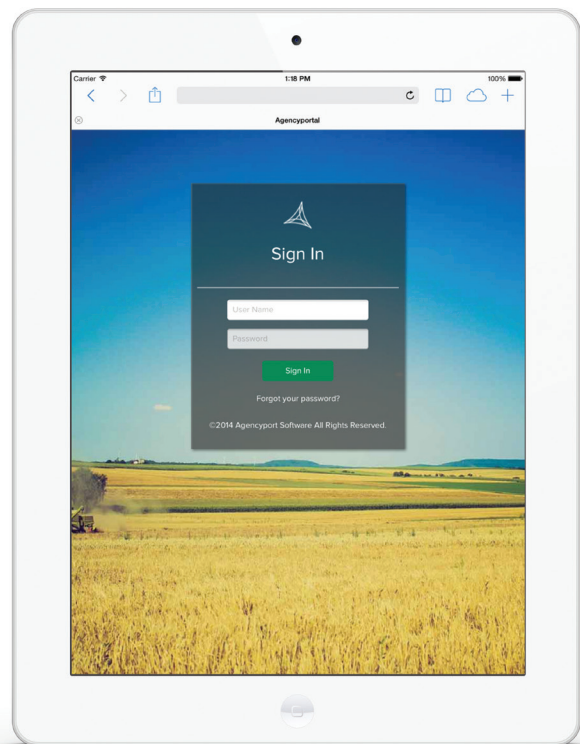 Carrier 1:18 PM 100%
Agencyportal
Sign In
User Name
Password
Sign In
Forgot your password?
©2014 Agencyport Software All Rights Reserved.